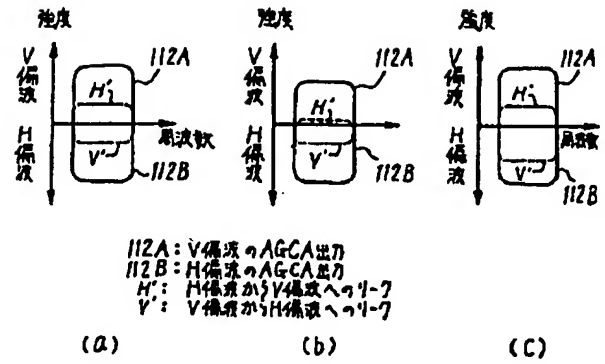 強度
強度
強度
V偏波
H偏波
112A
H'
V'
112B
周波数
V偏波
H偏波
112A
H'
V'
112B
V偏波
H偏波
112A
H'
周波数
V'
112B
112A:V偏波のAGCA出力
112B:H偏波のAGCA出力
H': H偏波からV偏波へのリーク
V': V偏波からH偏波へのリーク
(a)
(b)
(c)